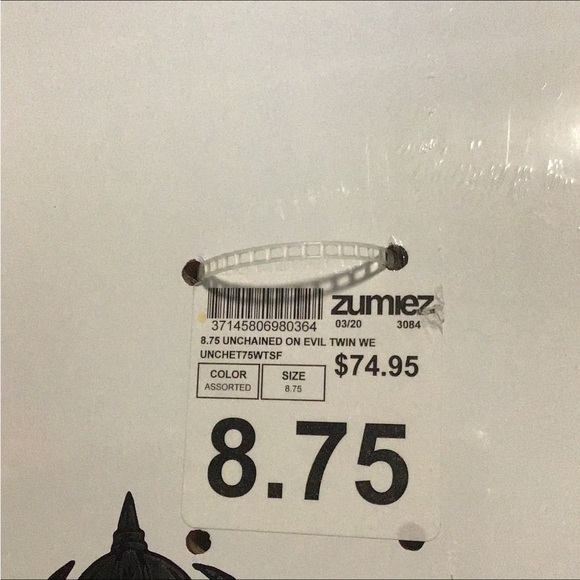 zumiez
37145806980364 03/20 3084
8.75 UNCHAINED ON EVIL TWIN WE
UNCHET75WTSF
$74.95
COLOR
ASSORTED
SIZE
8.75
8.75